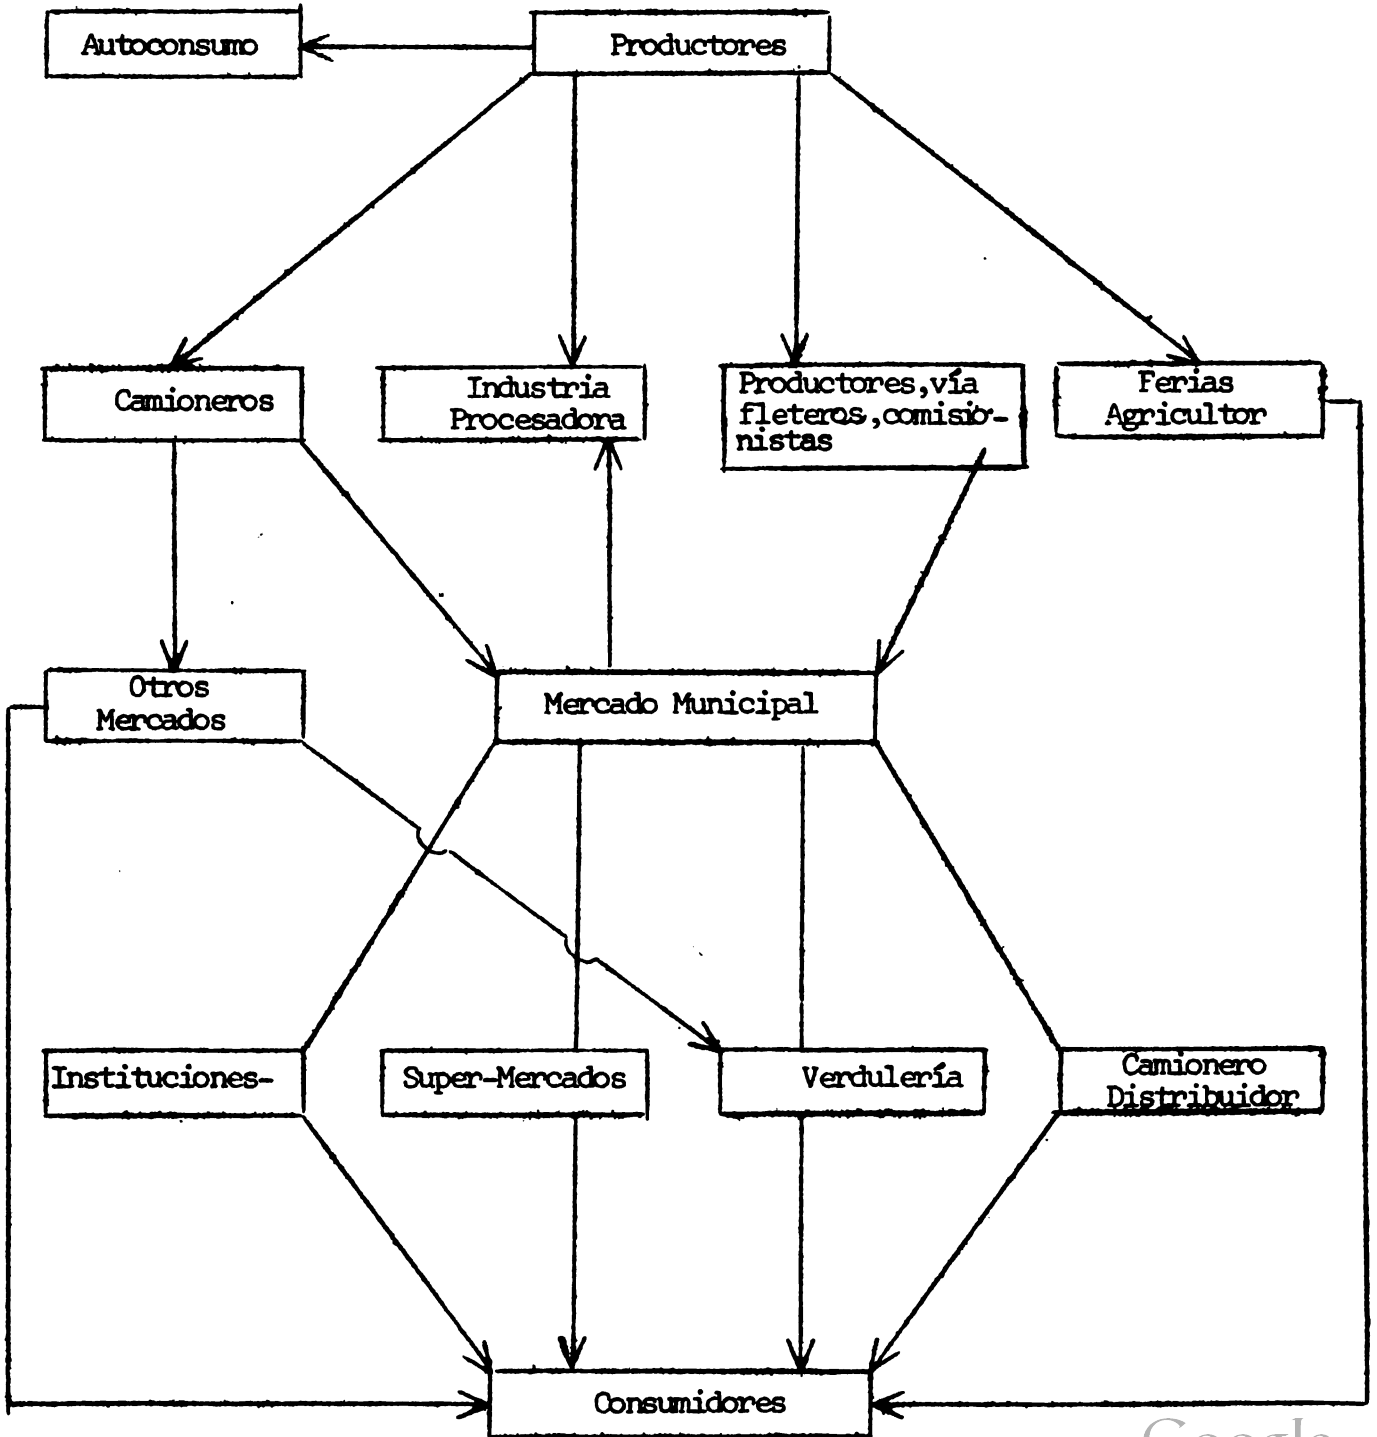 Autoconsumo
Productores
Camioneros
Industria
Procesadora
Productores,vía
fleteros,comisio-
nistas
Ferias
Agricultor
Otros
Mercados
Mercado Municipal
Instituciones-
Super-Mercados
Verdulería
Camionero
Distribuidor
Consumidores
Google